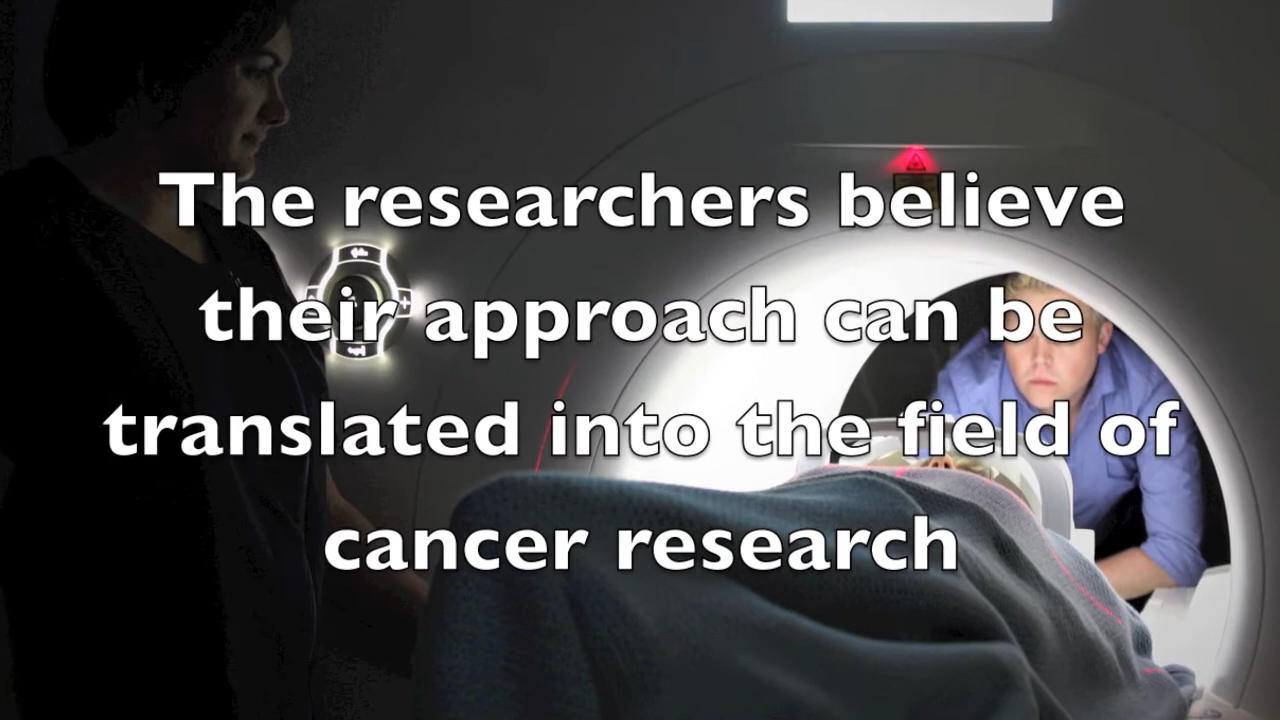 The researchers believe
their approach can be
translated into the field of
cancer research